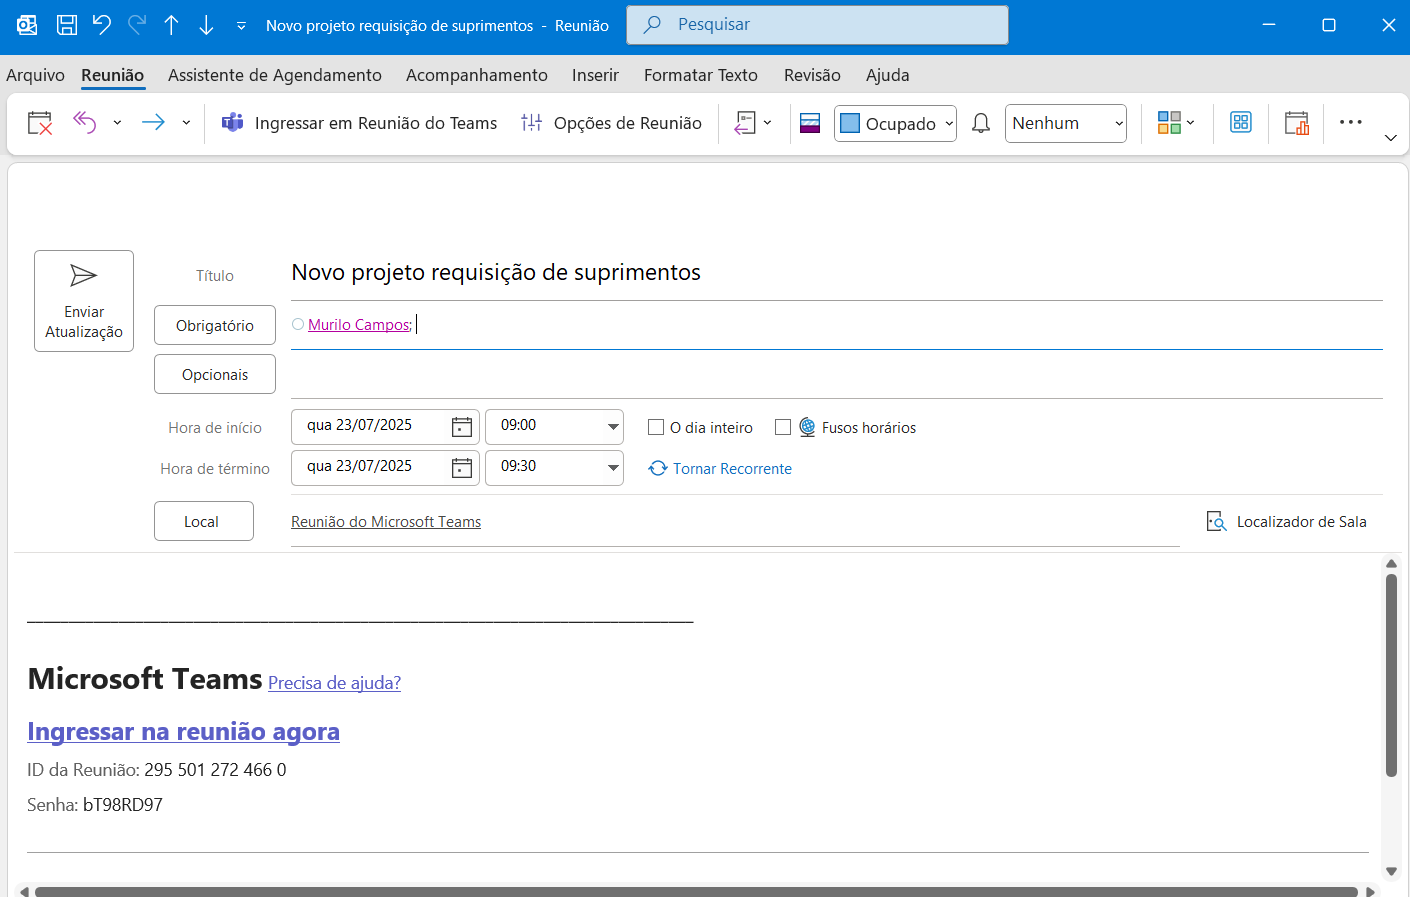 Novo projeto requisição de suprimentos - Reunião
Pesquisar
Arquivo Reunião Assistente de Agendamento Acompanhamento Inserir Formatar Texto Revisão Ajuda
Ingressar em Reunião do Teams Opções de Reunião Ocupado Nenhum
Enviar Atualização
Título Novo projeto requisição de suprimentos
Obrigatório Murilo Campos;
Opcionais
Hora de início qua 23/07/2025 09:00 O dia inteiro Fusos horários
Hora de término qua 23/07/2025 09:30 Tornar Recorrente
Local Reunião do Microsoft Teams Localizador de Sala
Microsoft Teams Precisa de ajuda?
Ingressar na reunião agora
ID da Reunião: 295 501 272 466 0
Senha: bT98RD97